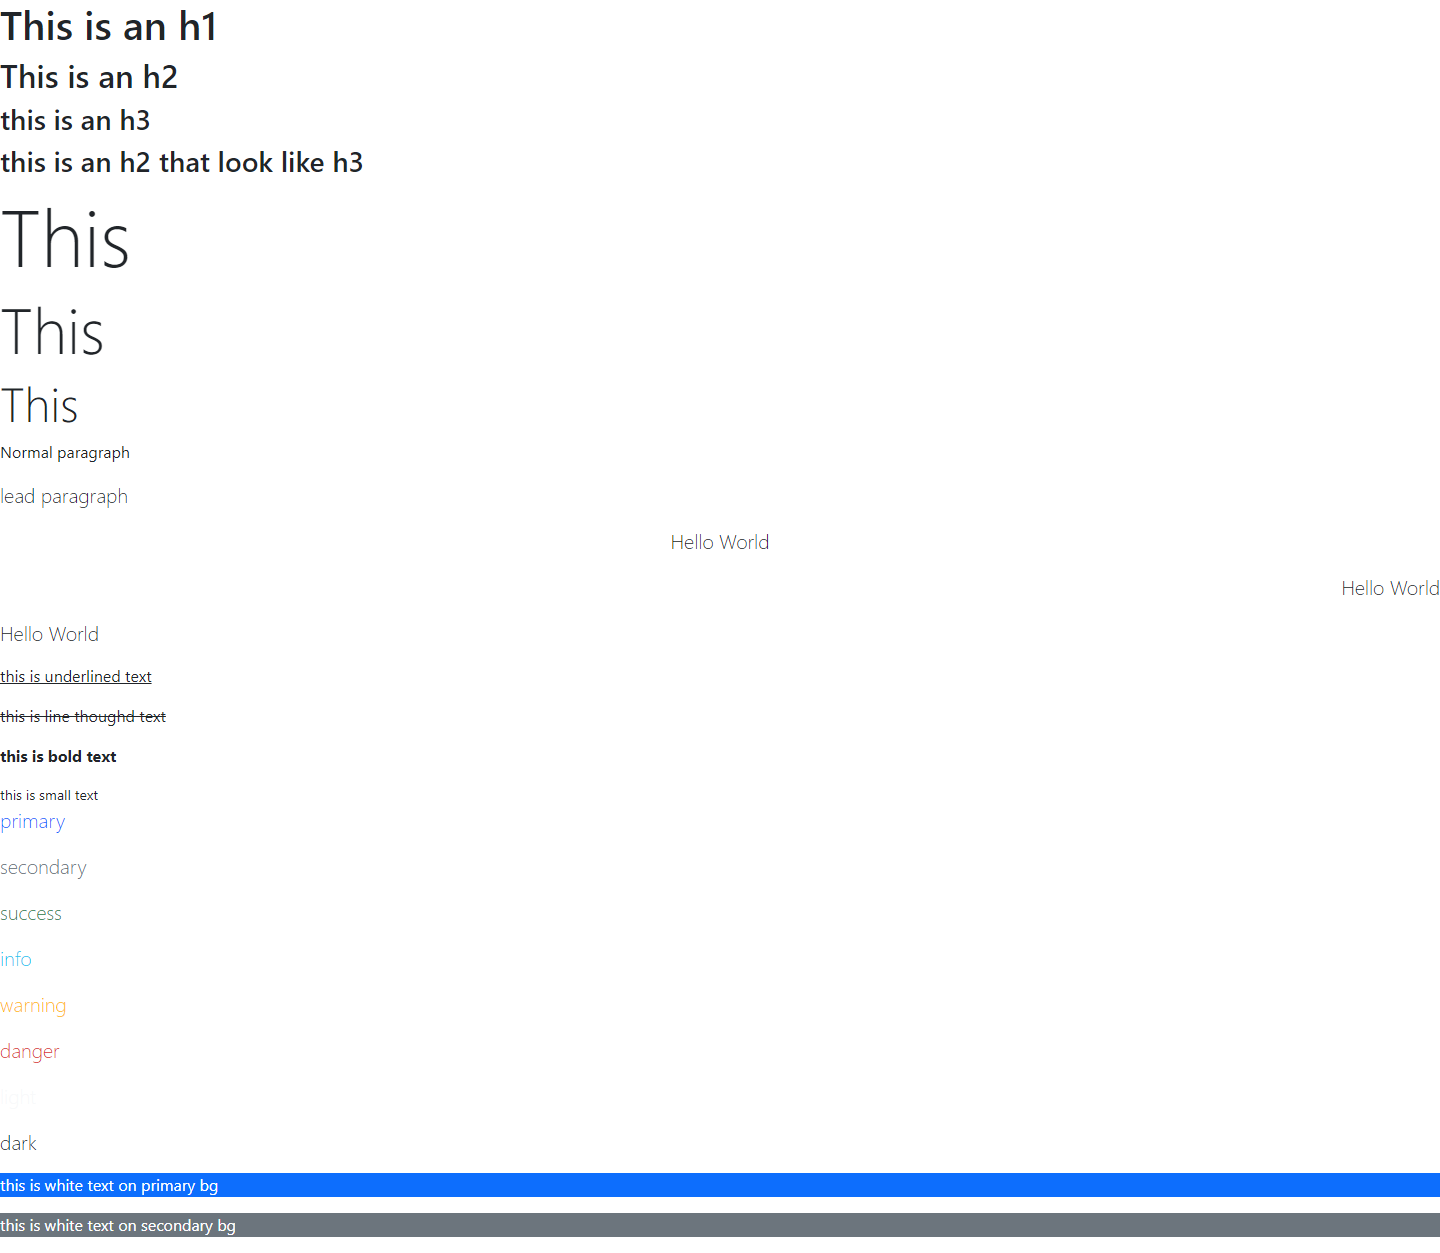 This is an h1
This is an h2
this is an h3
this is an h2 that look like h3
This
This
This
Normal paragraph
lead paragraph
Hello World
Hello World
Hello World
this is underlined text
this is line thoughd text
this is bold text
this is small text
primary
secondary
success
info
warning
danger
light
dark
this is white text on primary bg
this is white text on secondary bg